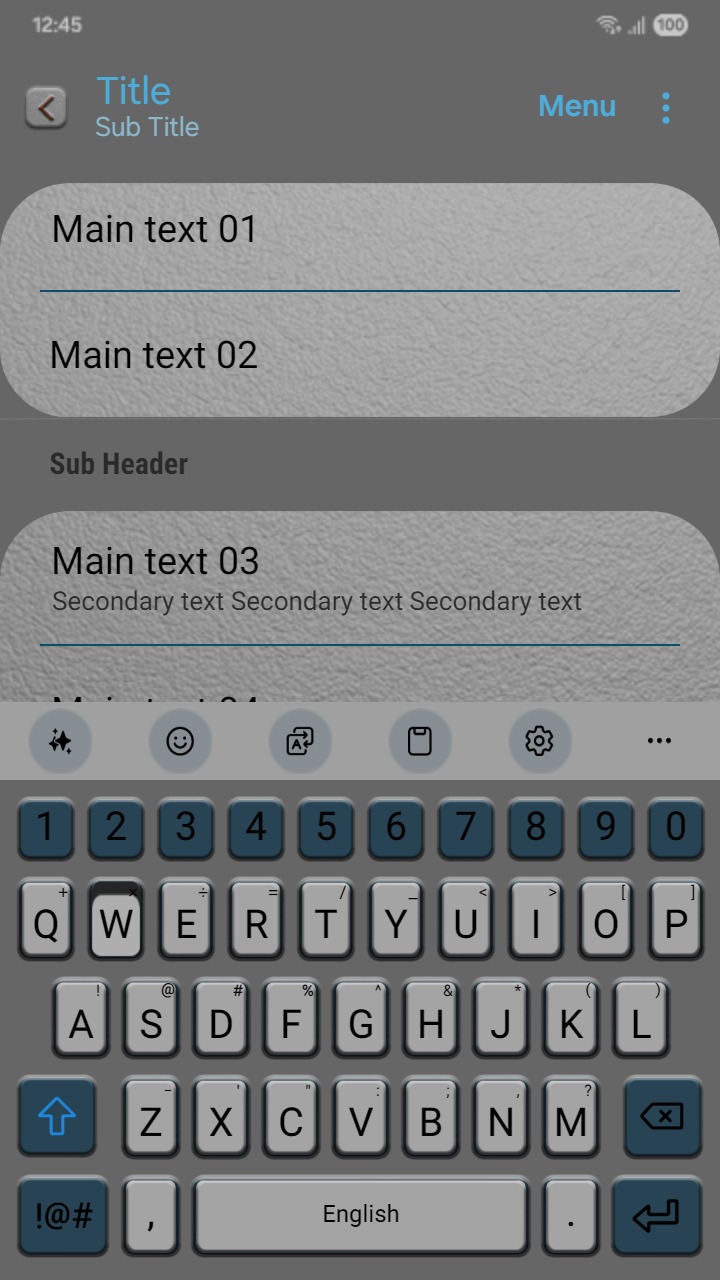 12:45
100
Title
Sub Title
Menu
Main text 01
Main text 02
Sub Header
Main text 03
Secondary text Secondary text Secondary text
1 2 3 4 5 6 7 8 9 0
+ × ÷ = / _ < > [ ]
Q W E R T Y U I O P
! @ # % ^ & * ( )
A S D F G H J K L
- ' " : ; , ?
Z X C V B N M
!@# , English .